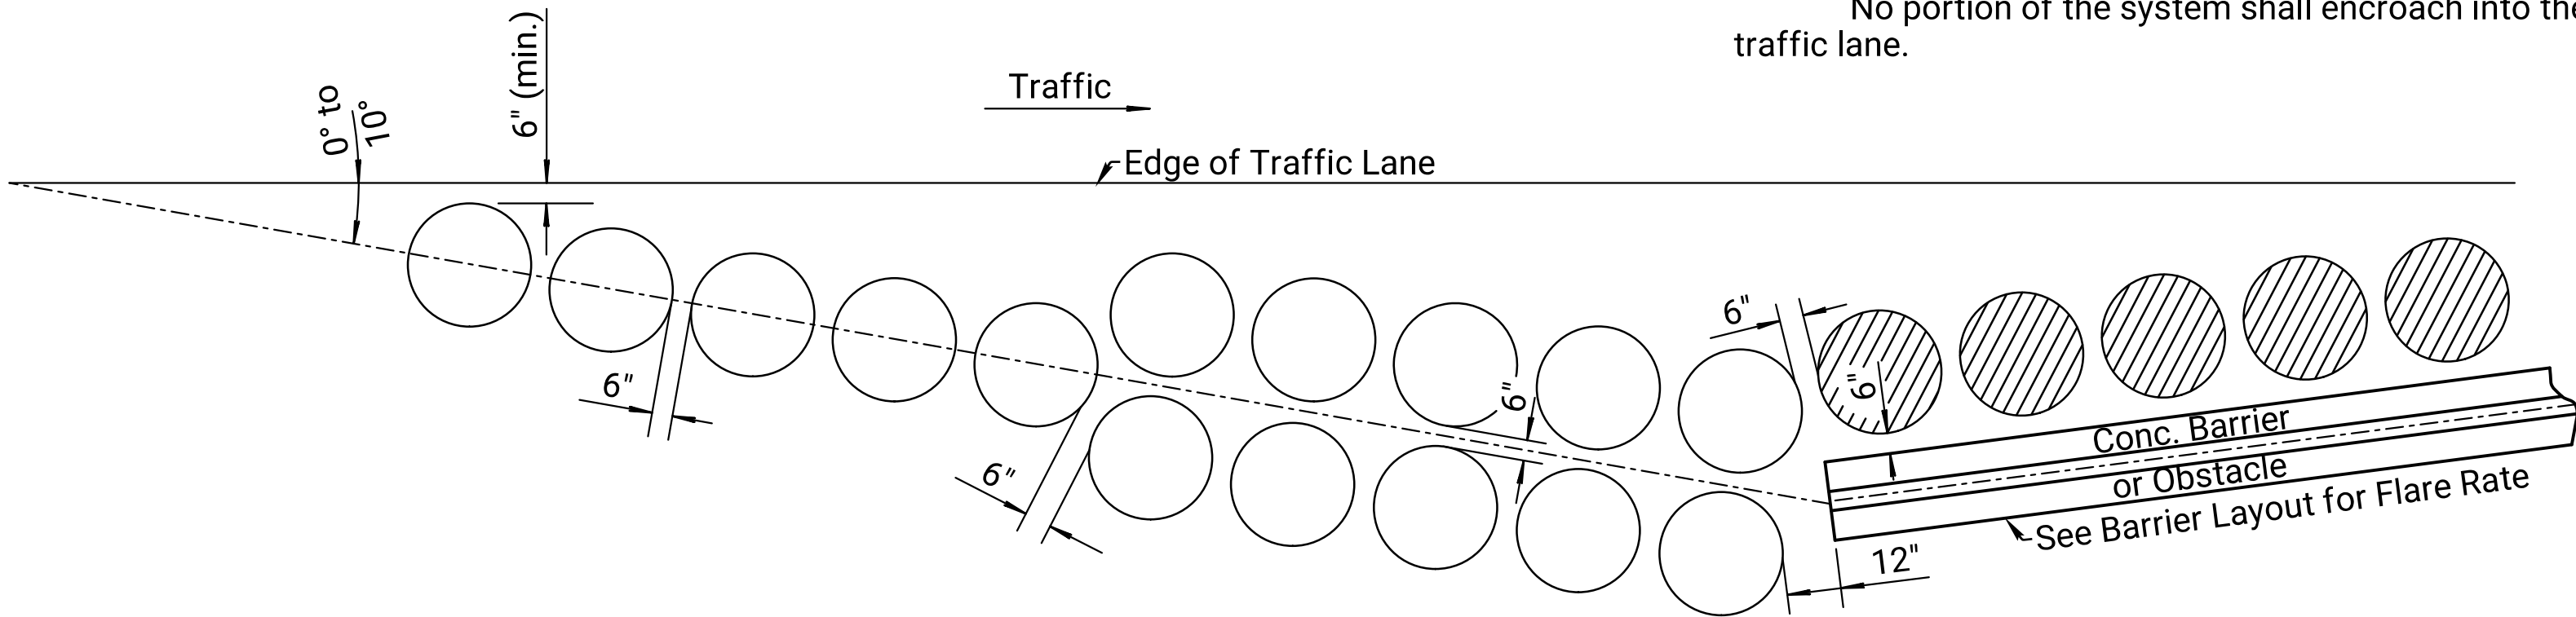 No portion of the system shall encroach into the
traffic lane.
0° to
10°
6" (min.)
Traffic
Edge of Traffic Lane
6"
6"
6"
6"
6"
Conc. Barrier
or Obstacle
See Barrier Layout for Flare Rate
12"